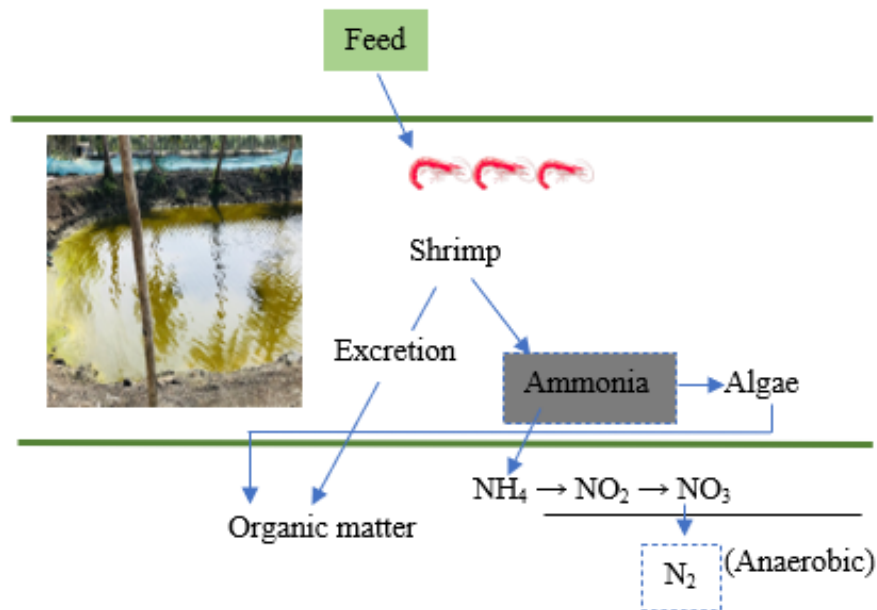 Feed
Shrimp
Excretion
Ammonia
Algae
NH₄ → NO₂ → NO₃
Organic matter
N₂
(Anaerobic)